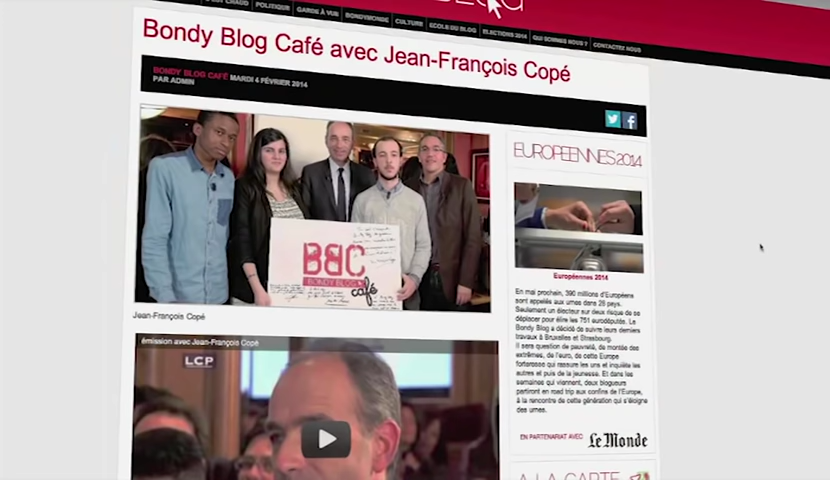 POLITIQUE
GARDE À VUE
BONDYMONDE
CULTURE
ECOLE DU BLOG
ELECTIONS 2014
QUI SOMMES NOUS ?
CONTACTEZ NOUS
Bondy Blog Café avec Jean-François Copé
BONDY BLOG CAFÉ MARDI 4 FÉVRIER 2014
PAR ADMIN
BBC
BONDY BLOG
café
Jean-François Copé
émission avec Jean-François Copé
LCP
EUROPEENNES 2014
Européennes 2014
En mai prochain, 390 millions d'Européens
sont appelés aux urnes dans 28 pays.
Seulement un électeur sur deux risque de se
déplacer pour élire les 751 eurodéputé. Le
Bondy Blog a décidé de suivre leurs derniers
travaux à Bruxelles et Strasbourg.
Il sera question de pauvreté, de montée des
extrêmes, de l'euro, de cette Europe
forteresse qui rassure les uns et inquiète les
autres et puis de la jeunesse. Et dans les
semaines qui viennent, deux blogueurs
partiront en road trip aux confins de l'Europe,
à la rencontre de cette génération qui s'éloigne
des urnes.
EN PARTENARIAT AVEC Le Monde
A LA CARTE